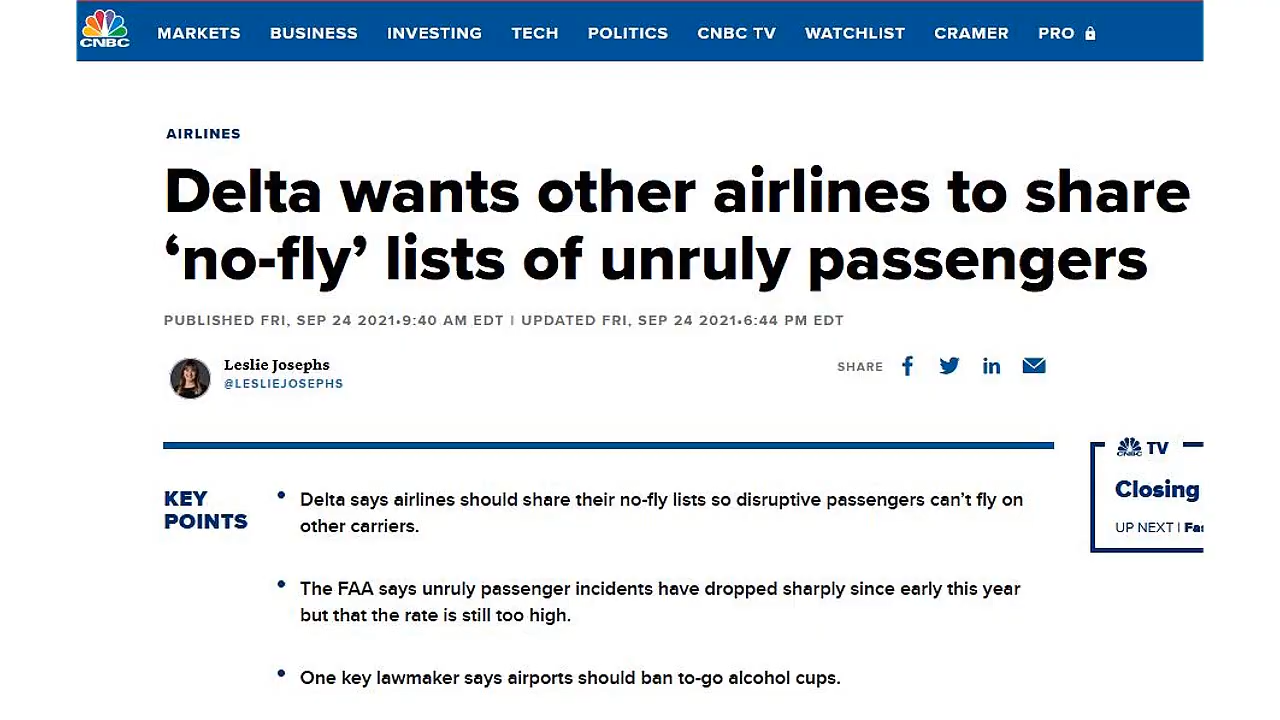 CNBC MARKETS BUSINESS INVESTING TECH POLITICS CNBC TV WATCHLIST CRAMER PRO
AIRLINES
Delta wants other airlines to share
‘no-fly’ lists of unruly passengers
PUBLISHED FRI, SEP 24 2021•9:40 AM EDT | UPDATED FRI, SEP 24 2021•6:44 PM EDT
Leslie Josephs
@LESLIEJOSEPHS
SHARE
KEY
POINTS
Delta says airlines should share their no-fly lists so disruptive passengers can’t fly on
other carriers.
The FAA says unruly passenger incidents have dropped sharply since early this year
but that the rate is still too high.
One key lawmaker says airports should ban to-go alcohol cups.
CNBC TV
Closing
UP NEXT |